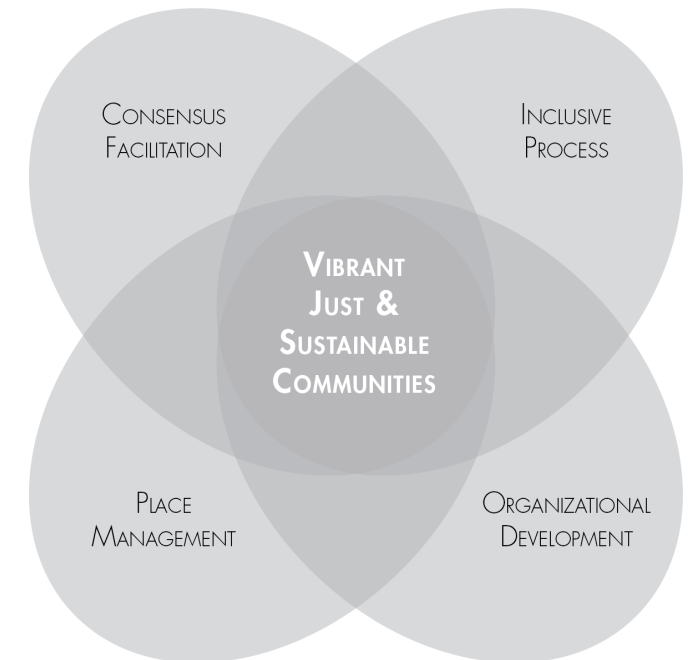 Consensus
Facilitation
Inclusive
Process
Vibrant
Just &
Sustainable
Communities
Place
Management
Organizational
Development